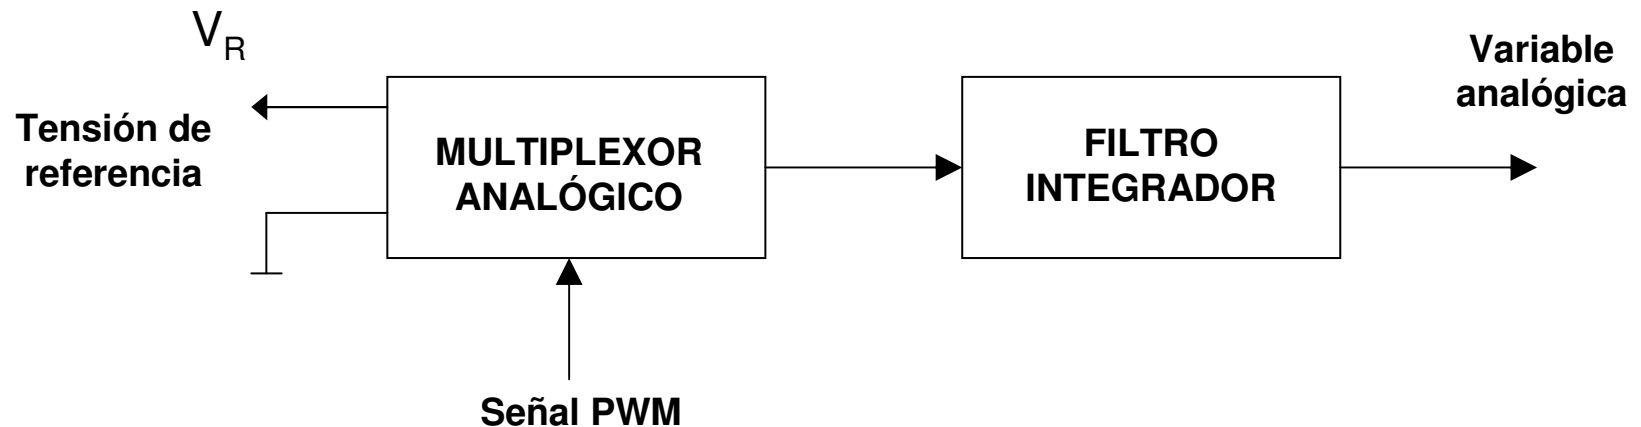 V_R
Tensión de
referencia
MULTIPLEXOR
ANALÓGICO
Señal PWM
FILTRO
INTEGRADOR
Variable
analógica